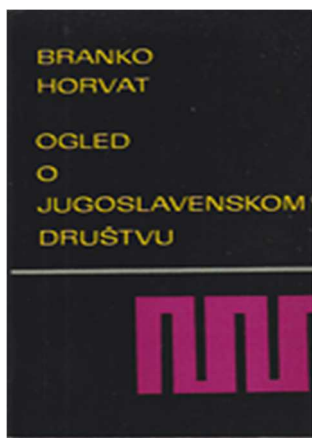 BRANKO
HORVAT
OGLED
O
JUGOSLAVENSKOM
DRUŠTVU